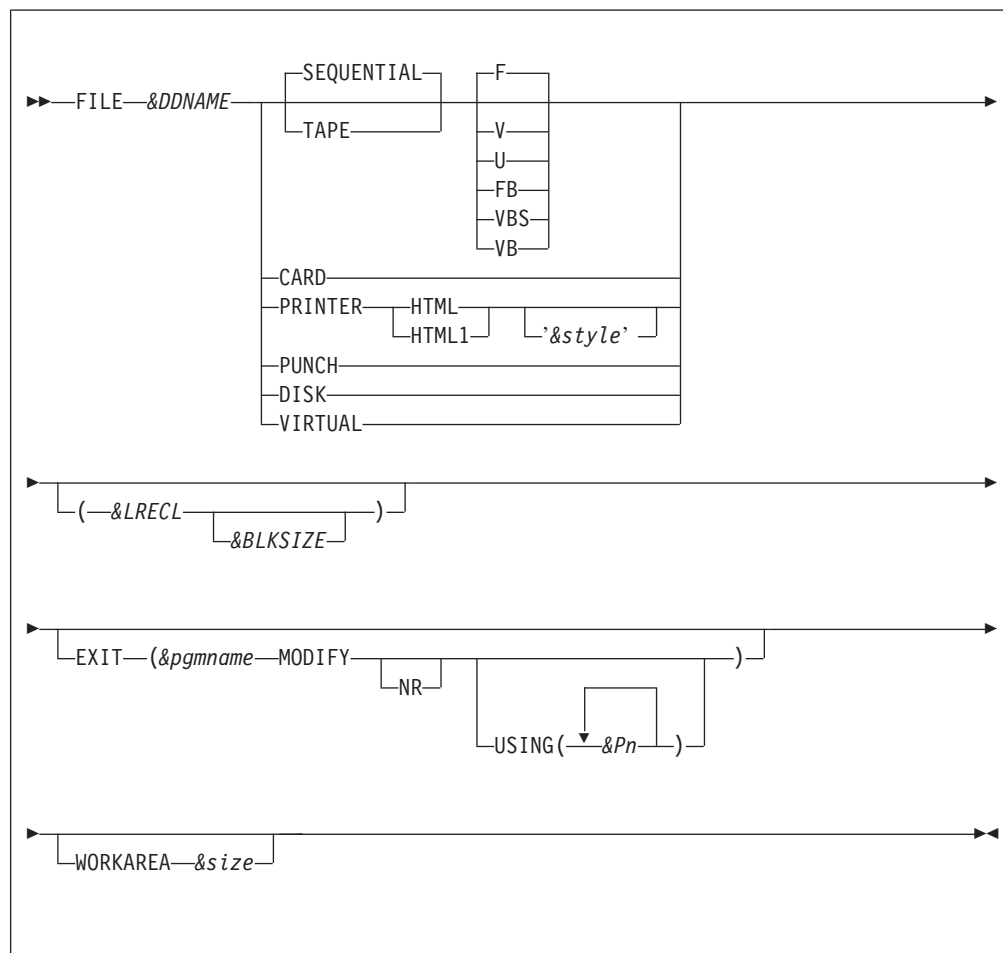 SEQUENTIAL F
FILE &DDNAME
TAPE V
U
FB
VBS
VB
CARD
PRINTER HTML
HTML1 '&style'
PUNCH
DISK
VIRTUAL
( &LRECL )
&BLKSIZE
EXIT (&pgmname MODIFY )
NR
USING( &Pn )
WORKAREA &size